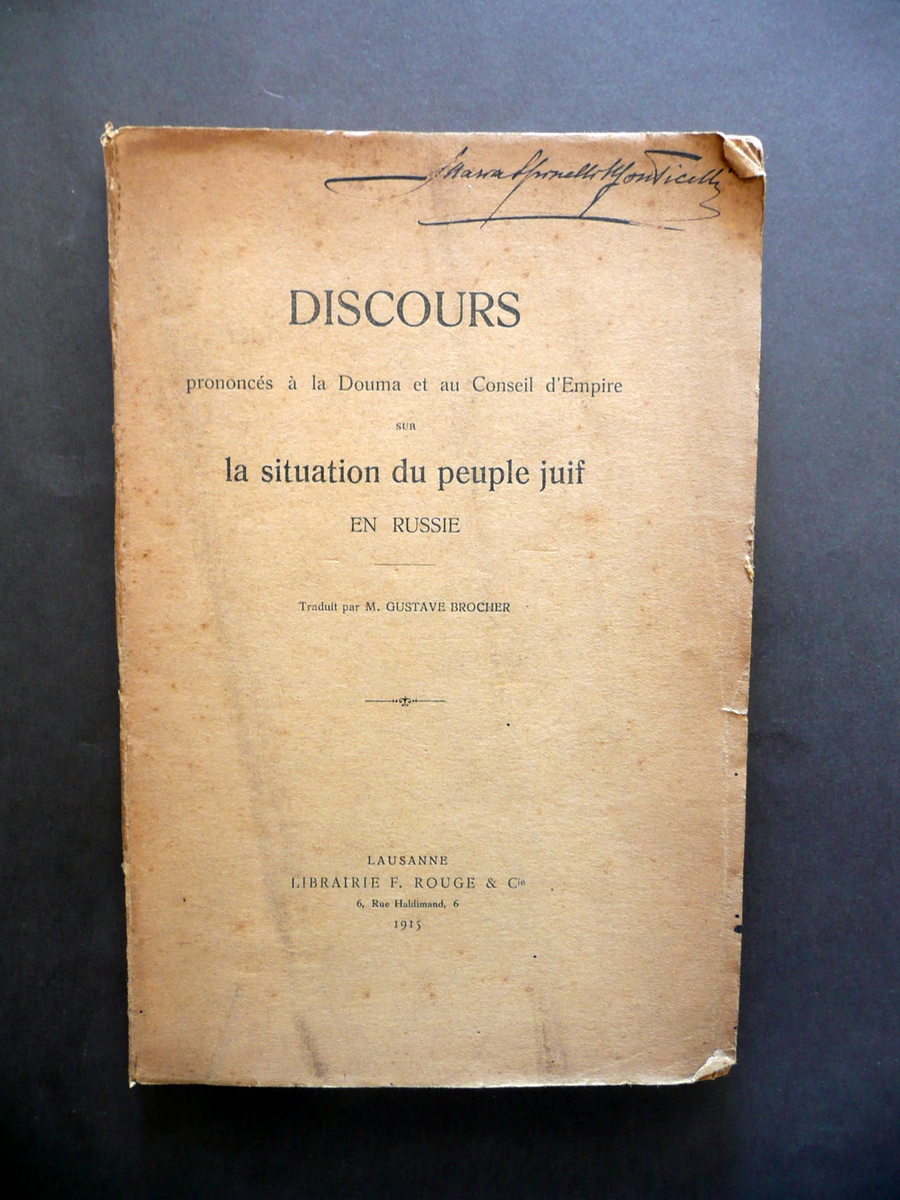 DISCOURS
prononcés à la Douma et au Conseil d'Empire
SUR
la situation du peuple juif
EN RUSSIE
Traduit par M. GUSTAVE BROCHER
LAUSANNE
LIBRAIRIE F. ROUGE & Cie
6, Rue Haldimand, 6
1915